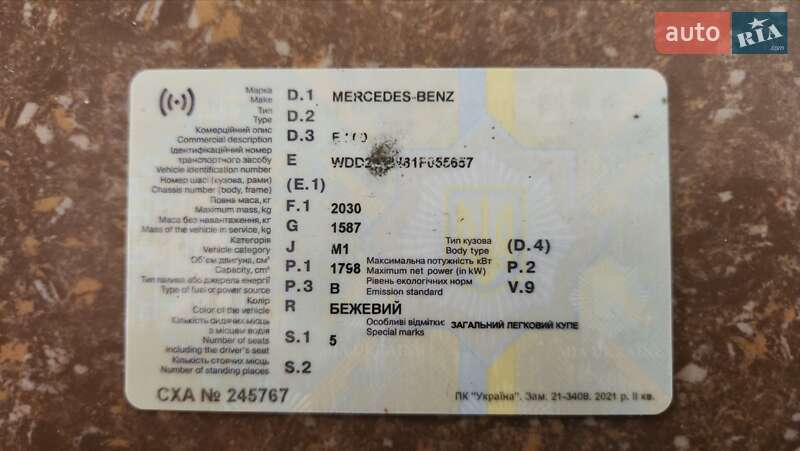 auto RIA .com
Марка D.1 MERCEDES-BENZ
Make
Тип D.2
Type
Комерційний опис D.3
Commercial description
Ідентифікаційний номер
транспортного засобу E
Vehicle identification number
Номер шасі (кузова, рами) (E.1)
Chassis number (body, frame)
Повна маса, кг F.1 2030
Maximum mass, kg
Маса без навантаження, кг G 1587
Mass of the vehicle in service, kg
Категорія J M1 Тип кузова (D.4)
Vehicle category Body type
Об'єм двигуна, см³ P.1 1798 Максимальна потужність кВт P.2
Capacity, cm³ Maximum net power (in kW)
Тип палива або джерела енергії P.3 B Рівень екологічних норм V.9
Type of fuel or power source Emission standard
Колір R БЕЖЕВИЙ
Color of the vehicle
Кількість сидячих місць Особливі відмітки: ЗАГАЛЬНИЙ ЛЕГКОВИЙ КУПЕ
з місцем водія S.1 5 Special marks
Number of seats
including the driver's seat
Кількість стоячих місць S.2
Number of standing places
СХА № 245767 ПК "Україна". Зам. 21-3408. 2021 р. II кв.